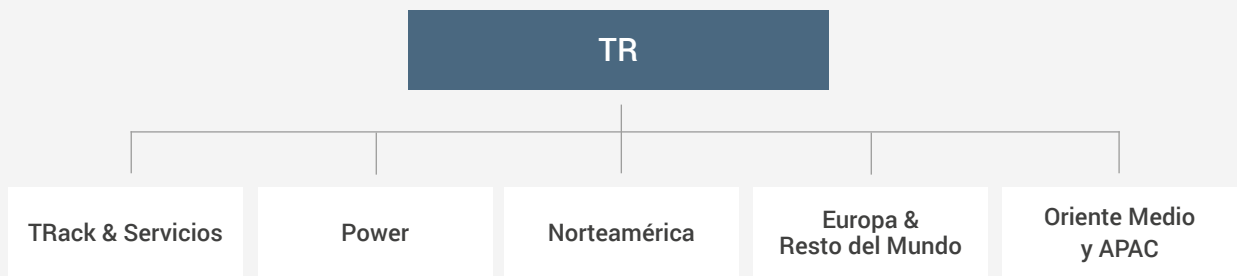 TR
TRack & Servicios
Power
Norteamérica
Europa &
Resto del Mundo
Oriente Medio
y APAC